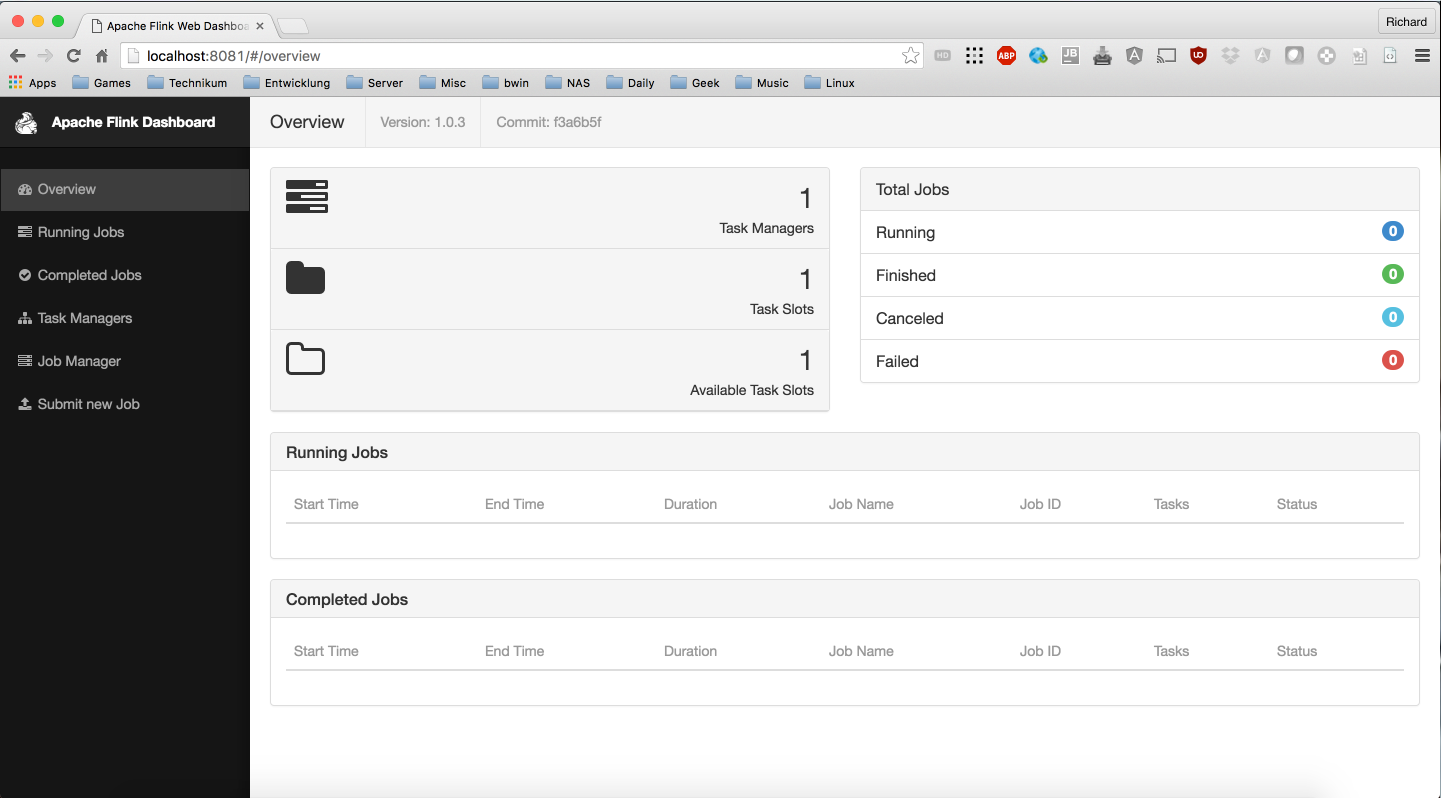 Apache Flink Web Dashboa
Richard
localhost:8081/#/overview
HD ABP JB UD
Apps Games Technikum Entwicklung Server Misc bwin NAS Daily Geek Music Linux
Apache Flink Dashboard
Overview Version: 1.0.3 Commit: f3a6b5f
Overview
Running Jobs
Completed Jobs
Task Managers
Job Manager
Submit new Job
1
Task Managers
1
Task Slots
1
Available Task Slots
Total Jobs
Running 0
Finished 0
Canceled 0
Failed 0
Running Jobs
Start Time End Time Duration Job Name Job ID Tasks Status
Completed Jobs
Start Time End Time Duration Job Name Job ID Tasks Status